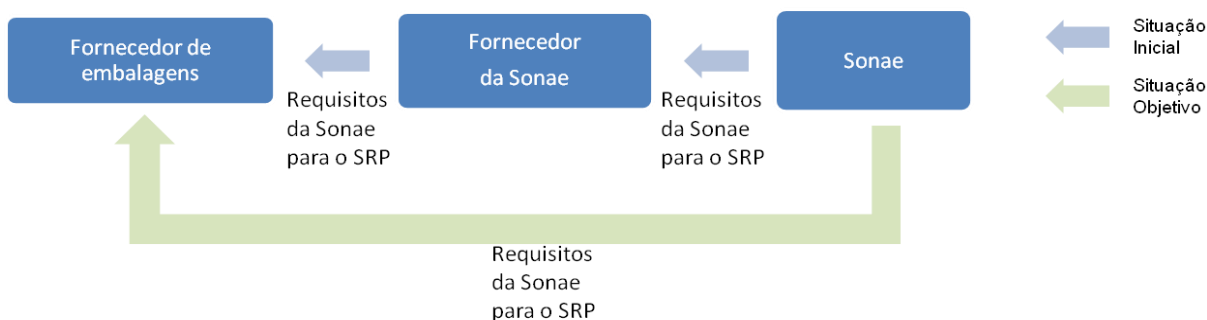 Fornecedor de
embalagens
Fornecedor
da Sonae
Sonae
Situação
Inicial
Situação
Objetivo
Requisitos
da Sonae
para o SRP
Requisitos
da Sonae
para o SRP
Requisitos
da Sonae
para o SRP